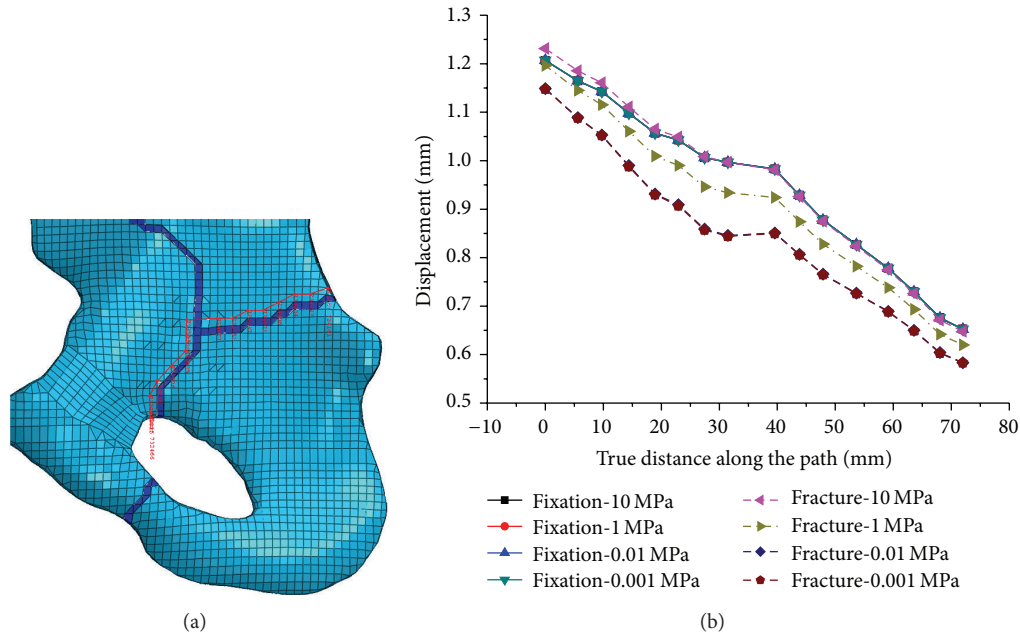 1.3
1.2
1.1
1.0
0.9
0.8
0.7
0.6
0.5
Displacement (mm)
−10 0 10 20 30 40 50 60 70 80
True distance along the path (mm)
Fixation-10 MPa
Fixation-1 MPa
Fixation-0.01 MPa
Fixation-0.001 MPa
Fracture-10 MPa
Fracture-1 MPa
Fracture-0.01 MPa
Fracture-0.001 MPa
(a)
(b)